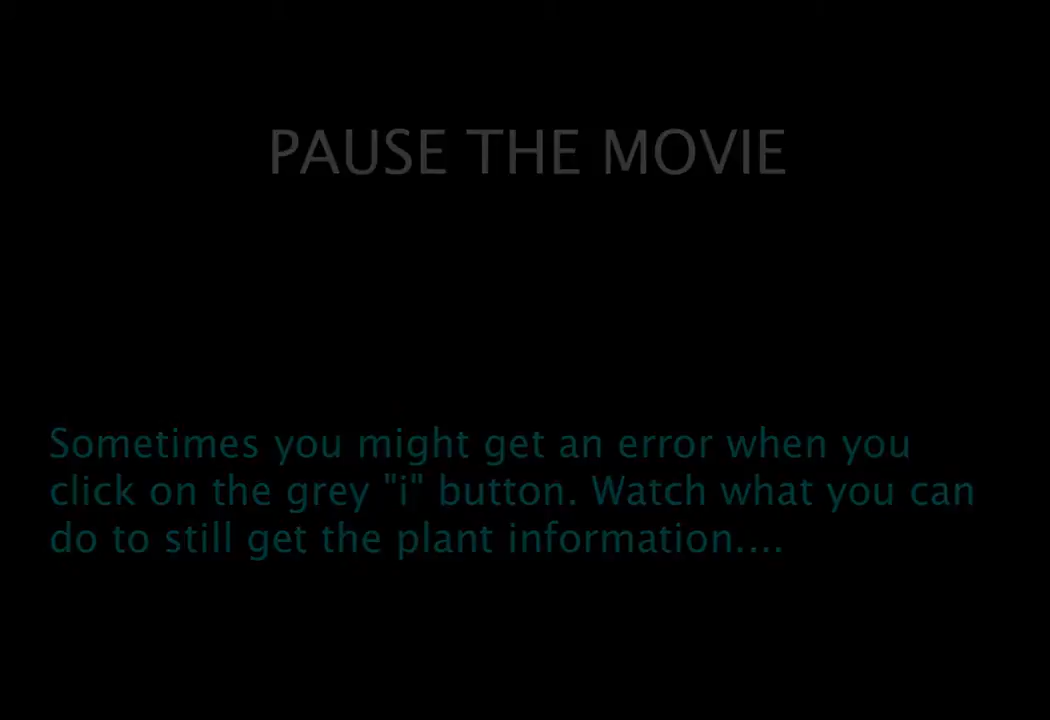 PAUSE THE MOVIE
Sometimes you might get an error when you
click on the grey "i" button. Watch what you can
do to still get the plant information....